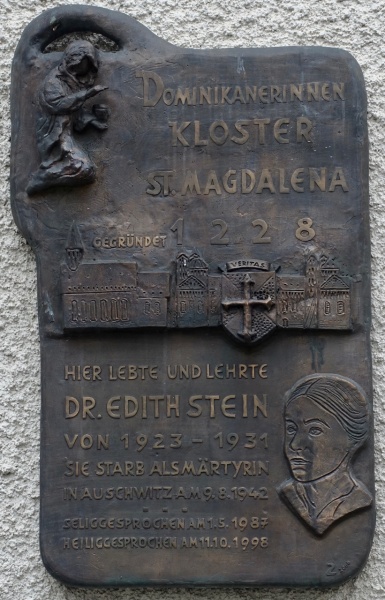 DOMINIKANERINNEN
KLOSTER
ST. MAGDALENA
GEGRÜNDET 1228
VERITAS
HIER LEBTE UND LEHRTE
DR. EDITH STEIN
VON 1923 - 1931
SIE STARB ALS MÄRTYRIN
IN AUSCHWITZ AM 9.8.1942
SELIGGESPROCHEN AM 1.5.1987
HEILIGGESPROCHEN AM 11.10.1998